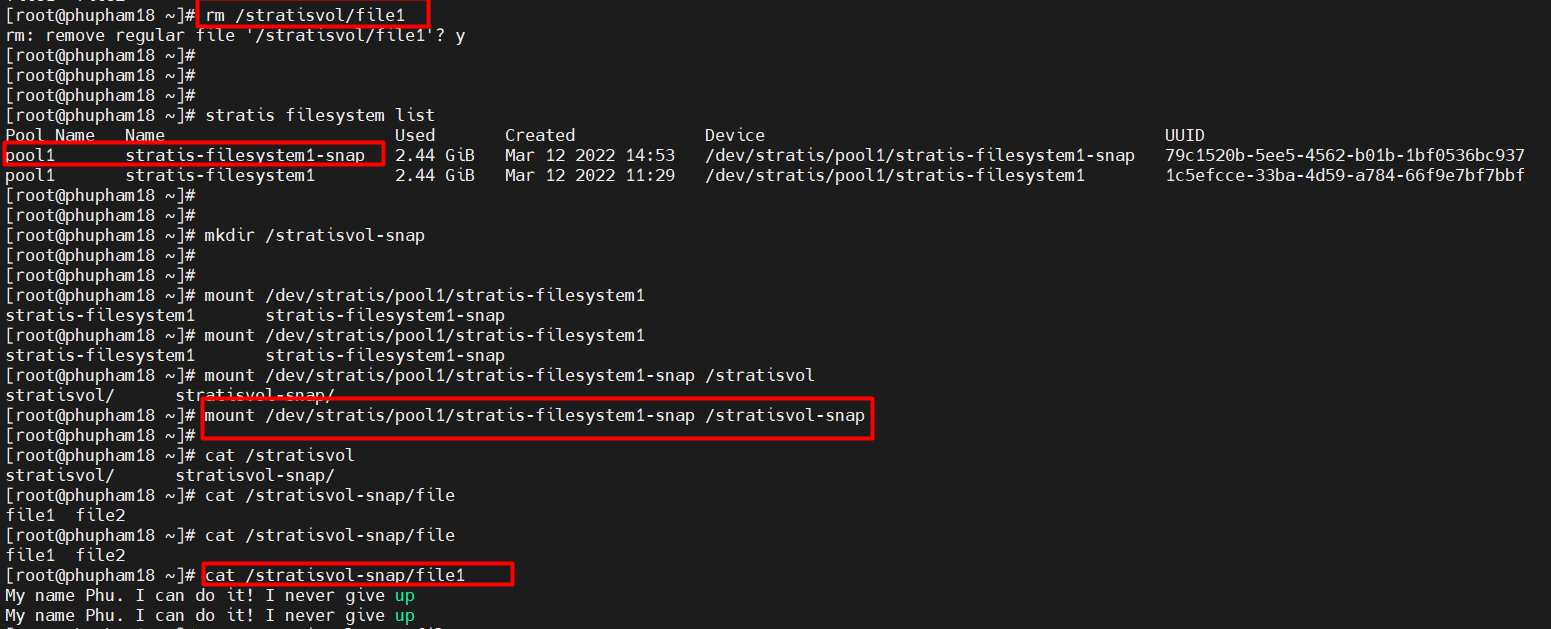 [root@phupham18 ~]# rm /stratisvol/file1
rm: remove regular file '/stratisvol/file1'? y
[root@phupham18 ~]#
[root@phupham18 ~]#
[root@phupham18 ~]#
[root@phupham18 ~]# stratis filesystem list
Pool Name   Name                       Used       Created             Device                                        UUID
pool1       stratis-filesystem1-snap   2.44 GiB   Mar 12 2022 14:53   /dev/stratis/pool1/stratis-filesystem1-snap   79c1520b-5ee5-4562-b01b-1bf0536bc937
pool1       stratis-filesystem1        2.44 GiB   Mar 12 2022 11:29   /dev/stratis/pool1/stratis-filesystem1        1c5efcce-33ba-4d59-a784-66f9e7bf7bbf
[root@phupham18 ~]#
[root@phupham18 ~]#
[root@phupham18 ~]# mkdir /stratisvol-snap
[root@phupham18 ~]#
[root@phupham18 ~]#
[root@phupham18 ~]# mount /dev/stratis/pool1/stratis-filesystem1
stratis-filesystem1       stratis-filesystem1-snap
[root@phupham18 ~]# mount /dev/stratis/pool1/stratis-filesystem1
stratis-filesystem1       stratis-filesystem1-snap
[root@phupham18 ~]# mount /dev/stratis/pool1/stratis-filesystem1-snap /stratisvol
stratisvol/      stratisvol-snap/
[root@phupham18 ~]# mount /dev/stratis/pool1/stratis-filesystem1-snap /stratisvol-snap
[root@phupham18 ~]#
[root@phupham18 ~]# cat /stratisvol
stratisvol/      stratisvol-snap/
[root@phupham18 ~]# cat /stratisvol-snap/file
file1  file2
[root@phupham18 ~]# cat /stratisvol-snap/file
file1  file2
[root@phupham18 ~]# cat /stratisvol-snap/file1
My name Phu. I can do it! I never give up
My name Phu. I can do it! I never give up